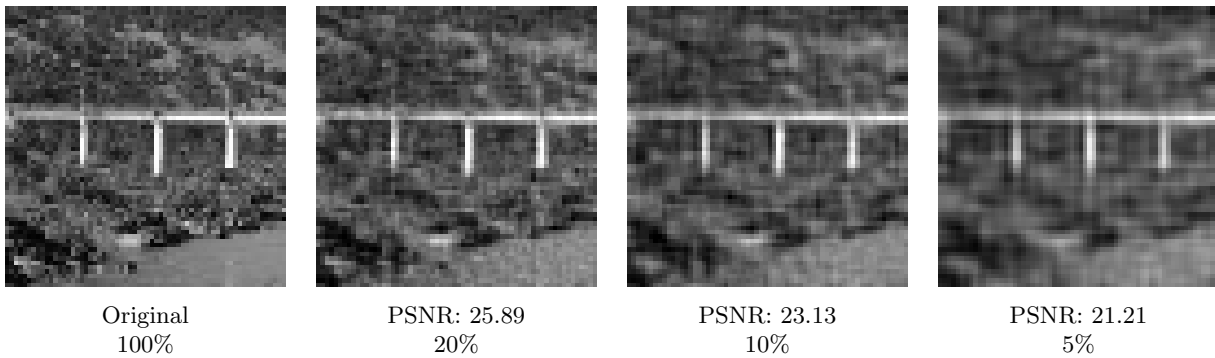 Original
100%
PSNR: 25.89
20%
PSNR: 23.13
10%
PSNR: 21.21
5%